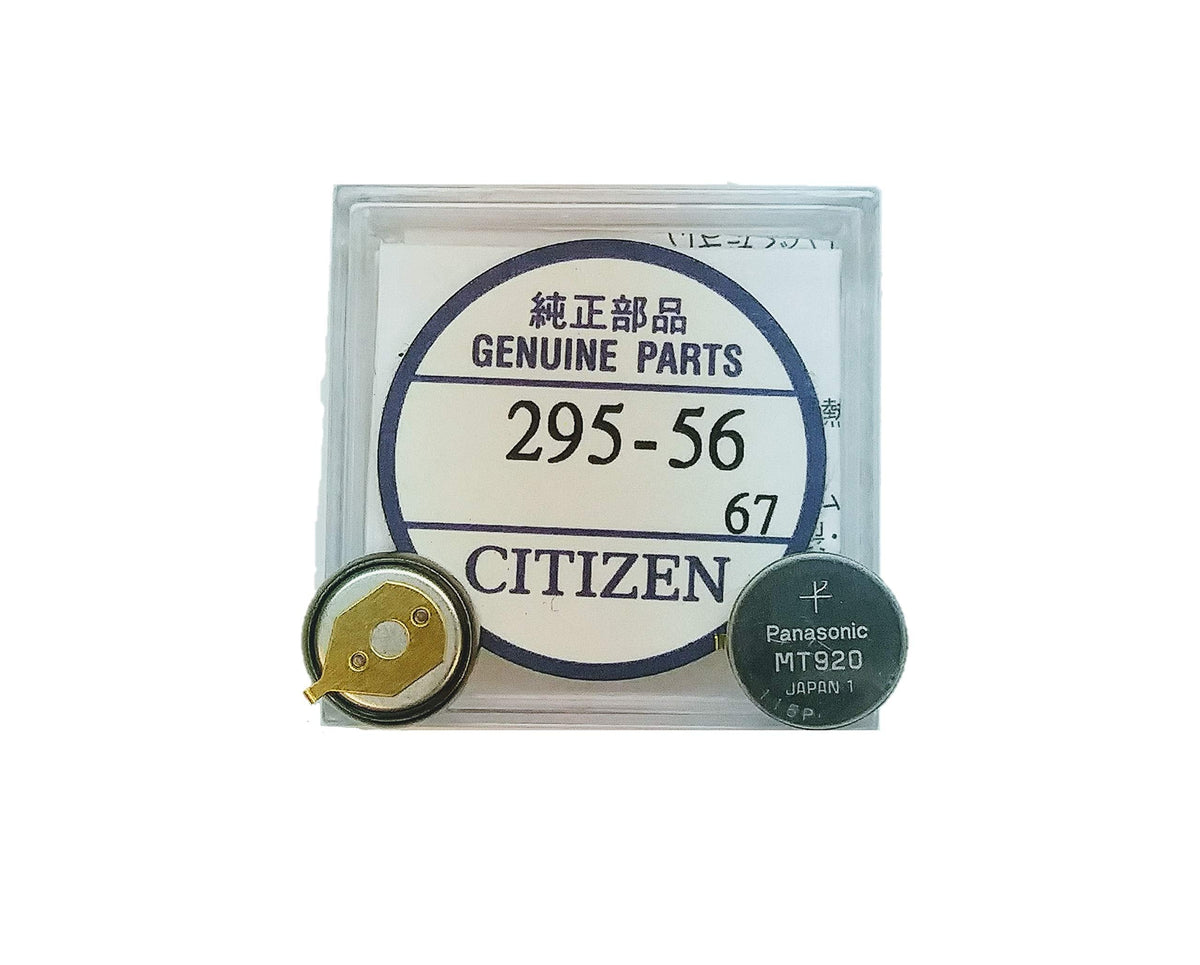 純正部品
GENUINE PARTS
295-56
67
CITIZEN
+
Panasonic
MT920
JAPAN 1